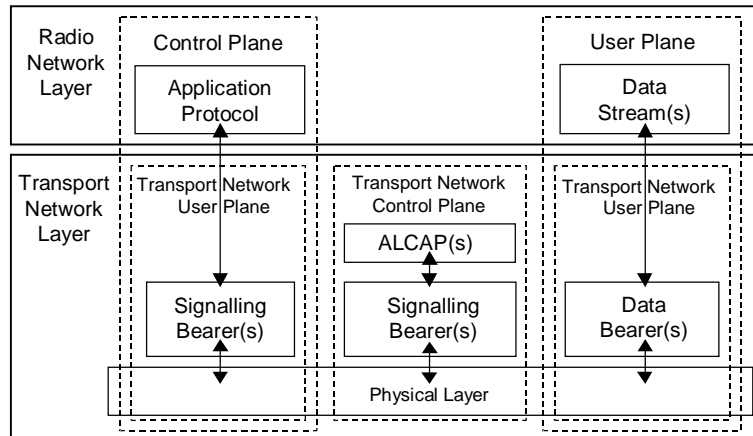 Radio
Network
Layer
Control Plane
Application
Protocol
User Plane
Data
Stream(s)
Transport
Network
Layer
Transport Network
User Plane
Transport Network
Control Plane
Transport Network
User Plane
ALCAP(s)
Signalling
Bearer(s)
Signalling
Bearer(s)
Data
Bearer(s)
Physical Layer